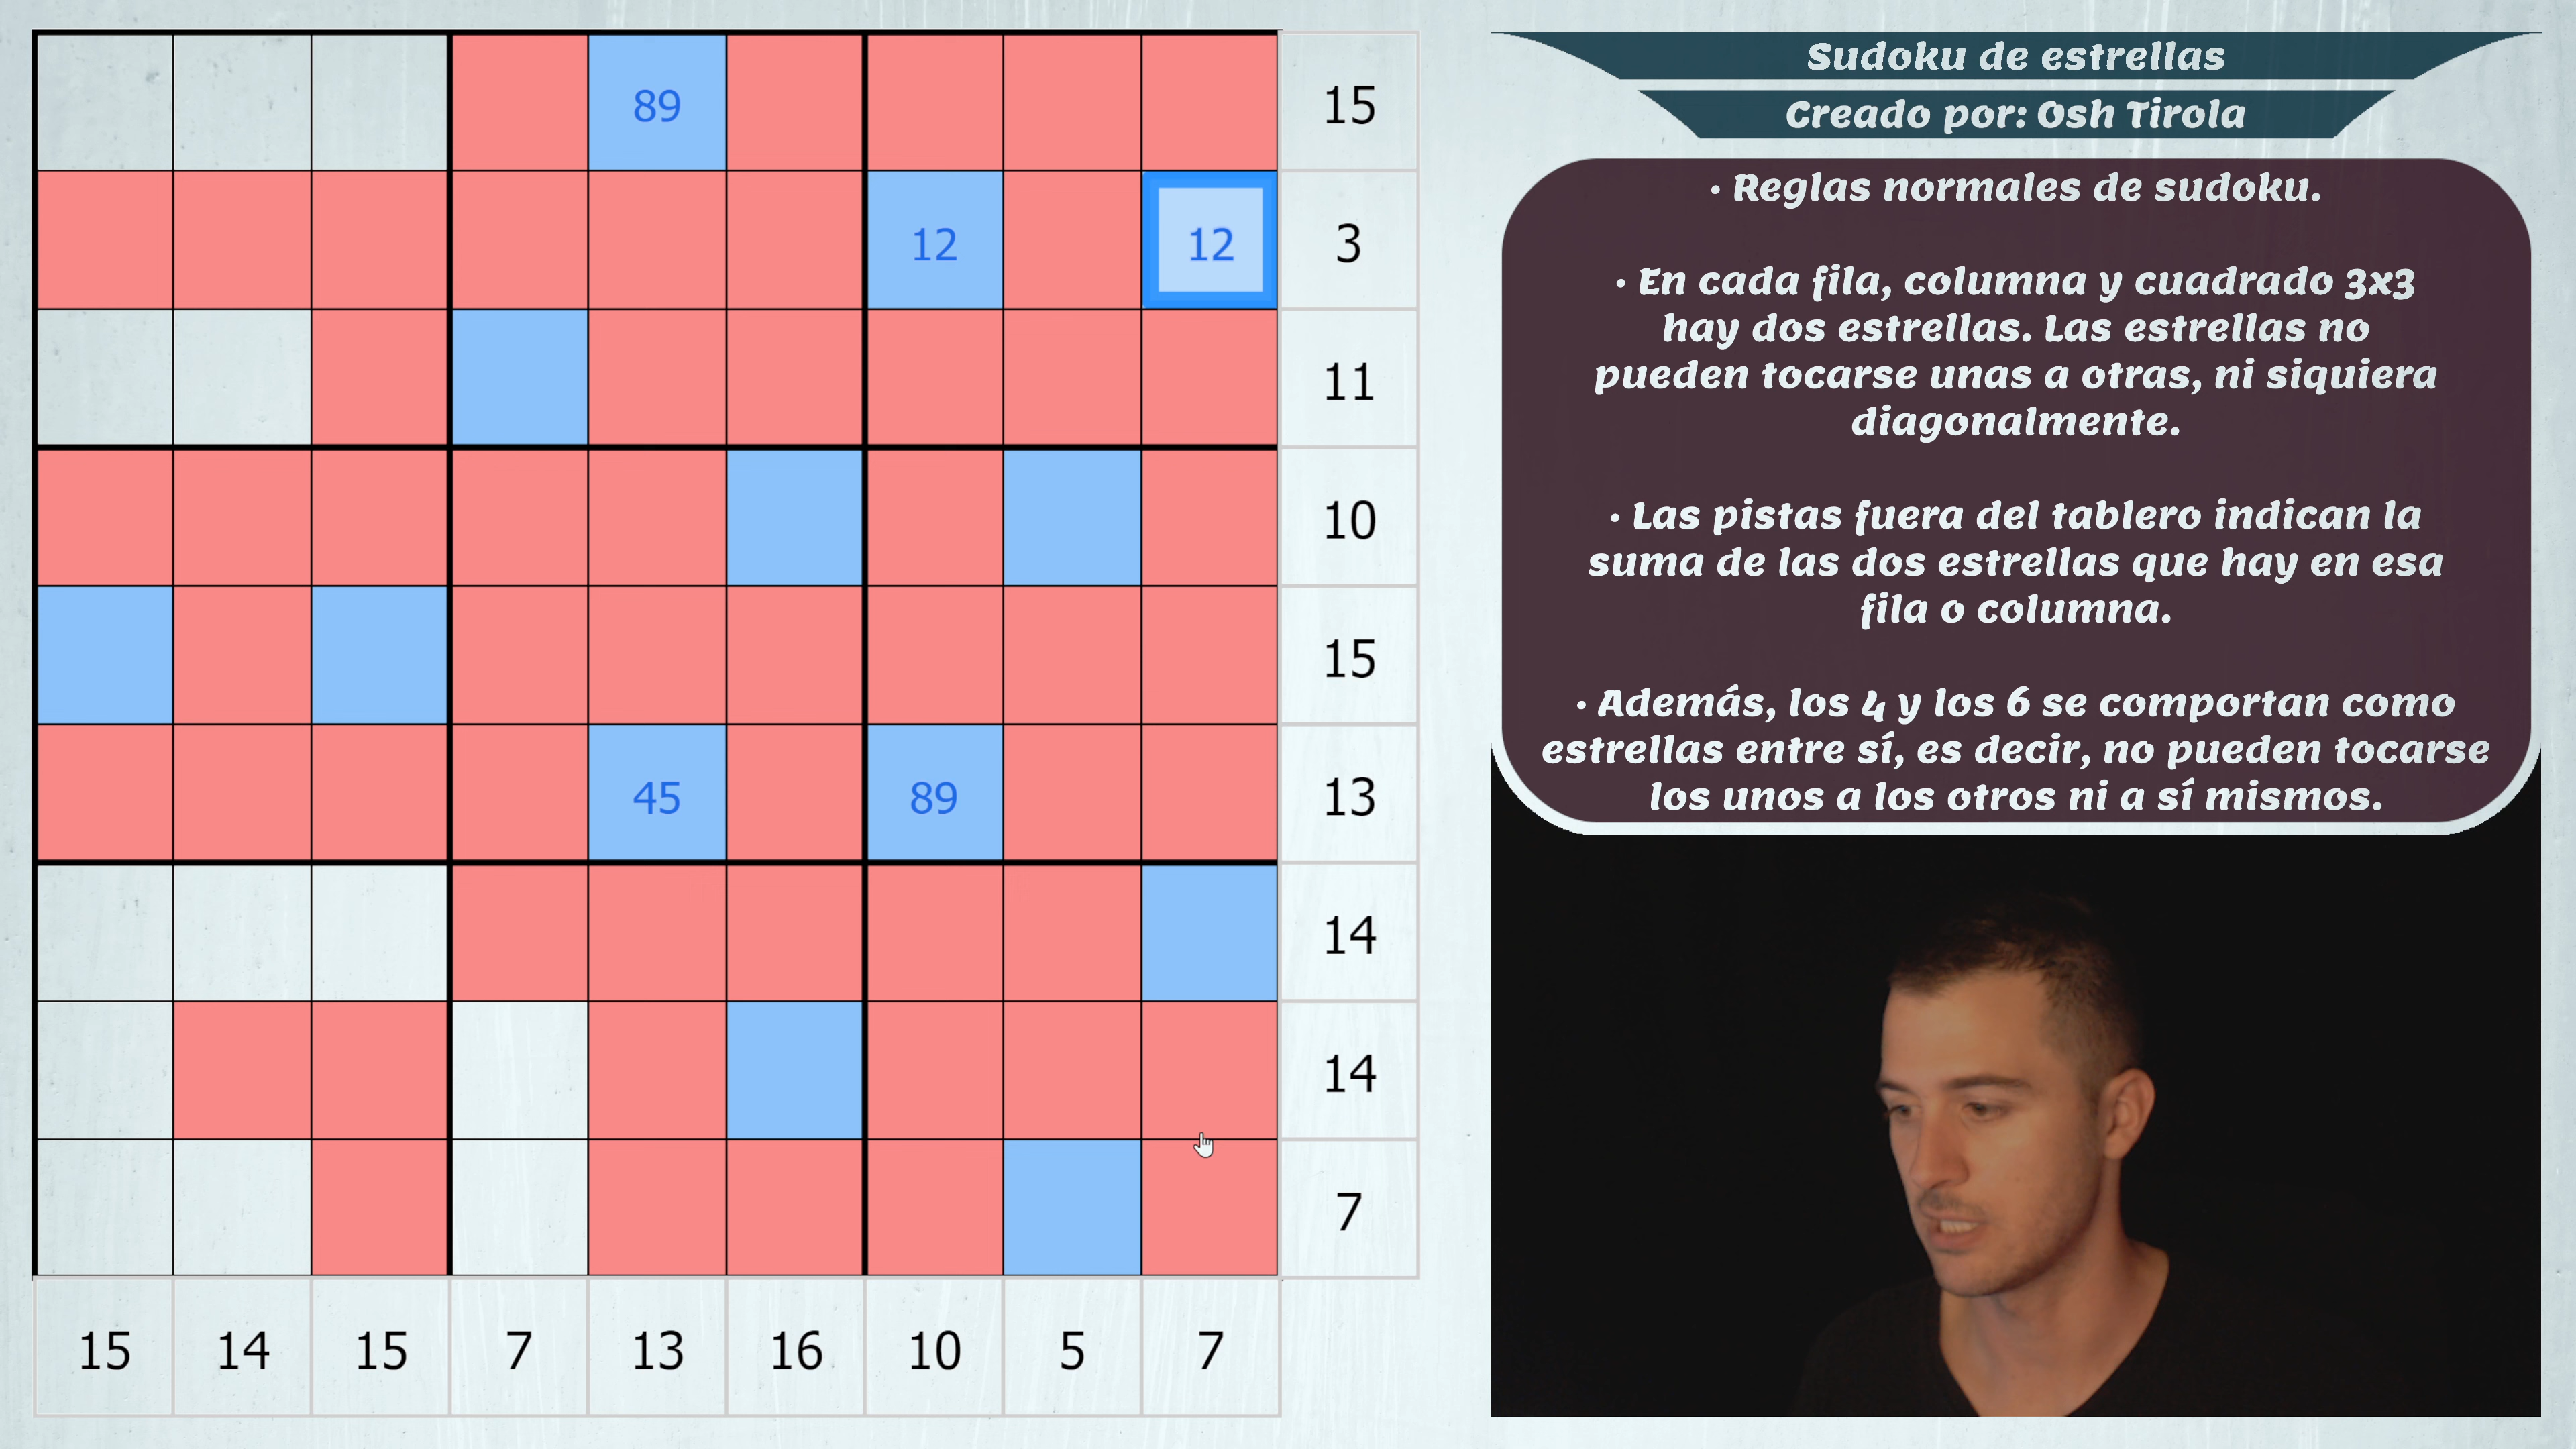 89
15
12
12
3
11
10
15
45
89
13
14
14
7
15
14
15
7
13
16
10
5
7
Sudoku de estrellas
Creado por: Osh Tirola
• Reglas normales de sudoku.
• En cada fila, columna y cuadrado 3x3
hay dos estrellas. Las estrellas no
pueden tocarse unas a otras, ni siquiera
diagonalmente.
• Las pistas fuera del tablero indican la
suma de las dos estrellas que hay en esa
fila o columna.
• Además, los 4 y los 6 se comportan como
estrellas entre sí, es decir, no pueden tocarse
los unos a los otros ni a sí mismos.